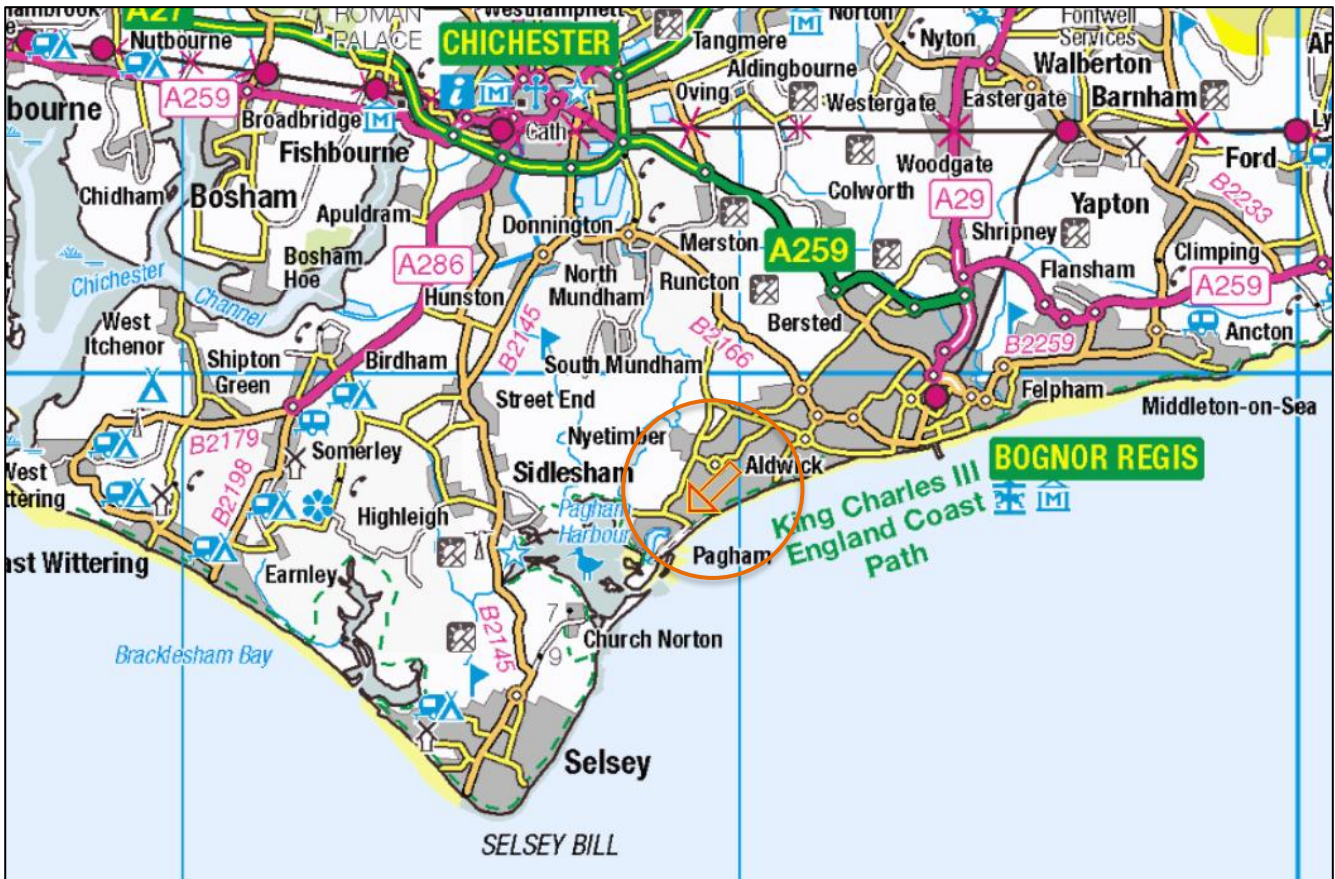 A27
ROMAN
PALACE
CHICHESTER
Westhampnett
Norton
Fontwell
Services
Nutbourne
Tangmere
Nyton
Walberton
Aldingbourne
A259
Oving
Westergate
Eastergate
Barnham
bourne
Broadbridge
i
M
Cath
Fishbourne
Woodgate
Ford
Chidham
Bosham
Colworth
A29
Yapton
B2233
Apuldram
Donnington
Merston
A259
Shripney
Climping
Bosham
Hoe
A286
North
Mundham
Runcton
Flansham
A259
Chichester
Channel
Hunston
B2145
Bersted
Ancton
West
Itchenor
Shipton
Green
Birdham
South Mundham
B2166
B2259
Street End
Felpham
Middleton-on-Sea
B2179
Nyetimber
Somerley
Sidlesham
Aldwick
BOGNOR REGIS
West
ttering
B2198
Highleigh
Pagham
Harbour
King Charles III
England Coast
Path
Pagham
ast Wittering
Earnley
7
B2145
Church Norton
9
Bracklesham Bay
Selsey
SELSEY BILL